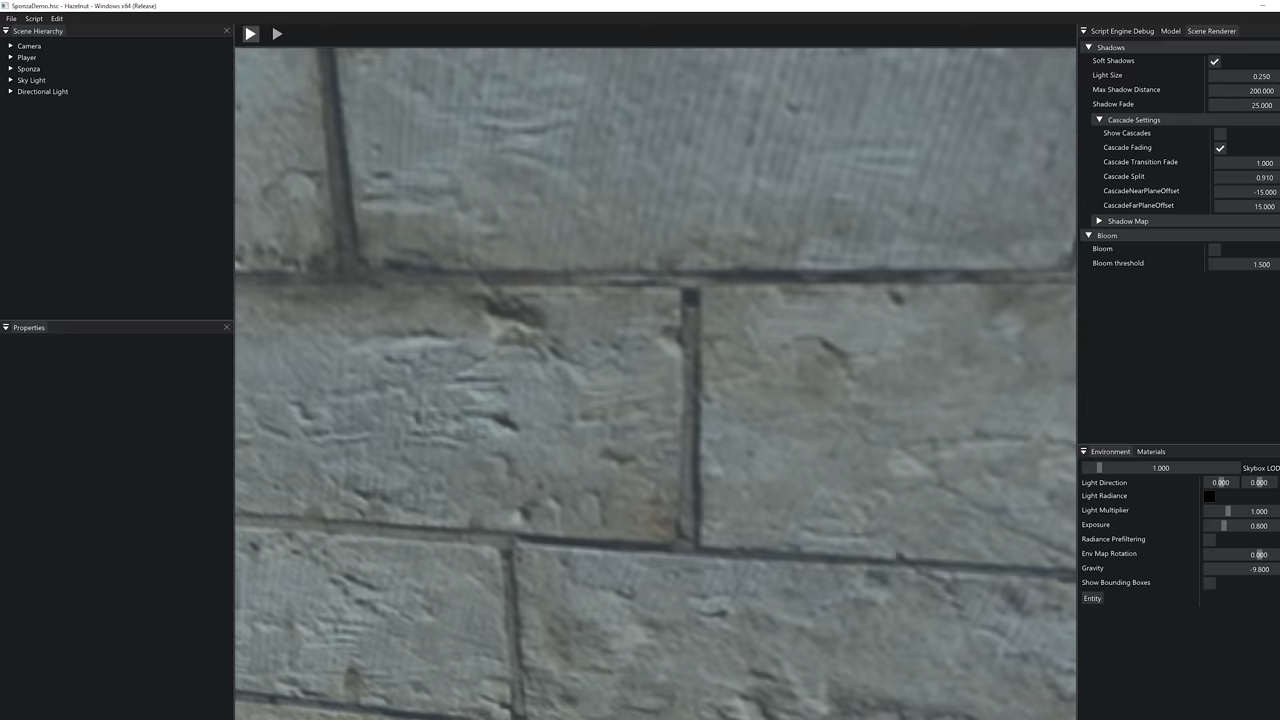 SponzaDemo.hsc - Hazelnut - Windows x64 (Release)
File Script Edit
Scene Hierarchy
Camera
Player
Sponza
Sky Light
Directional Light
Properties
Script Engine Debug Model Scene Renderer
Shadows
Soft Shadows
Light Size 0.250
Max Shadow Distance 200.000
Shadow Fade 25.000
Cascade Settings
Show Cascades
Cascade Fading
Cascade Transition Fade 1.000
Cascade Split 0.910
CascadeNearPlaneOffset -15.000
CascadeFarPlaneOffset 15.000
Shadow Map
Bloom
Bloom
Bloom threshold 1.500
Environment Materials
1.000 Skybox LOD
Light Direction 0.000 0.000
Light Radiance
Light Multiplier 1.000
Exposure 0.800
Radiance Prefiltering
Env Map Rotation 0.000
Gravity -9.800
Show Bounding Boxes
Entity